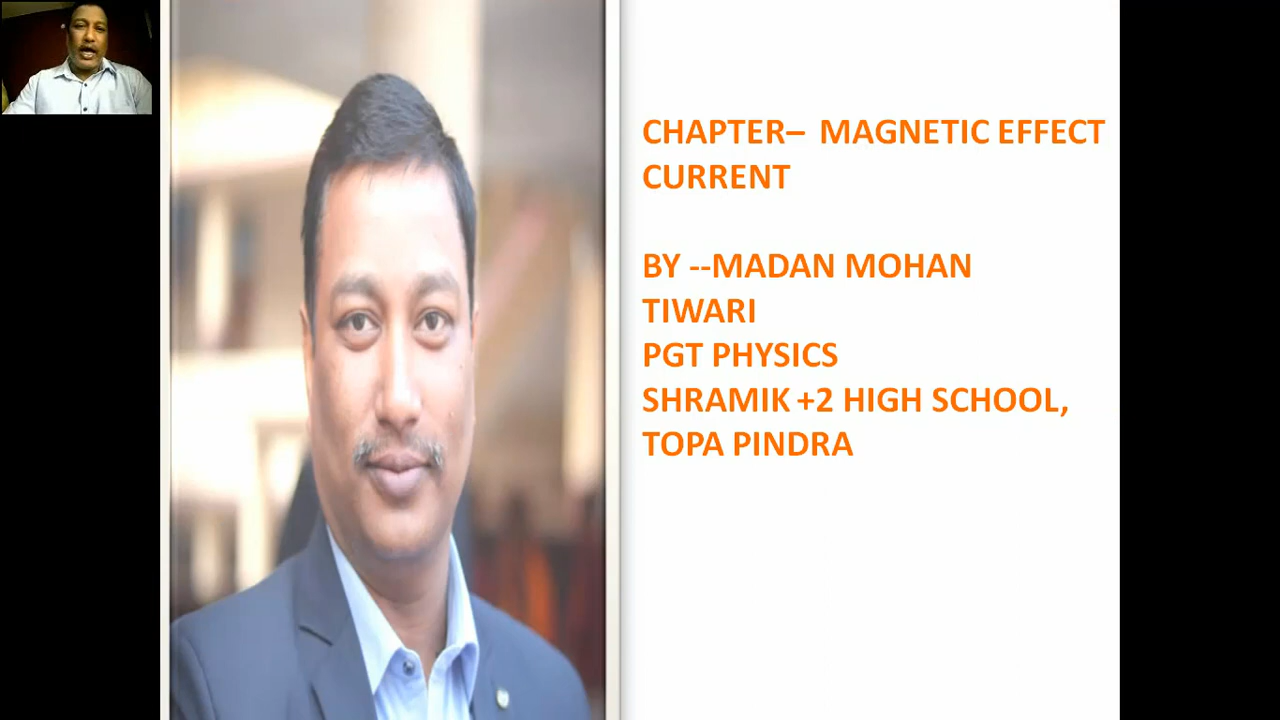 CHAPTER– MAGNETIC EFFECT
CURRENT
BY --MADAN MOHAN
TIWARI
PGT PHYSICS
SHRAMIK +2 HIGH SCHOOL,
TOPA PINDRA